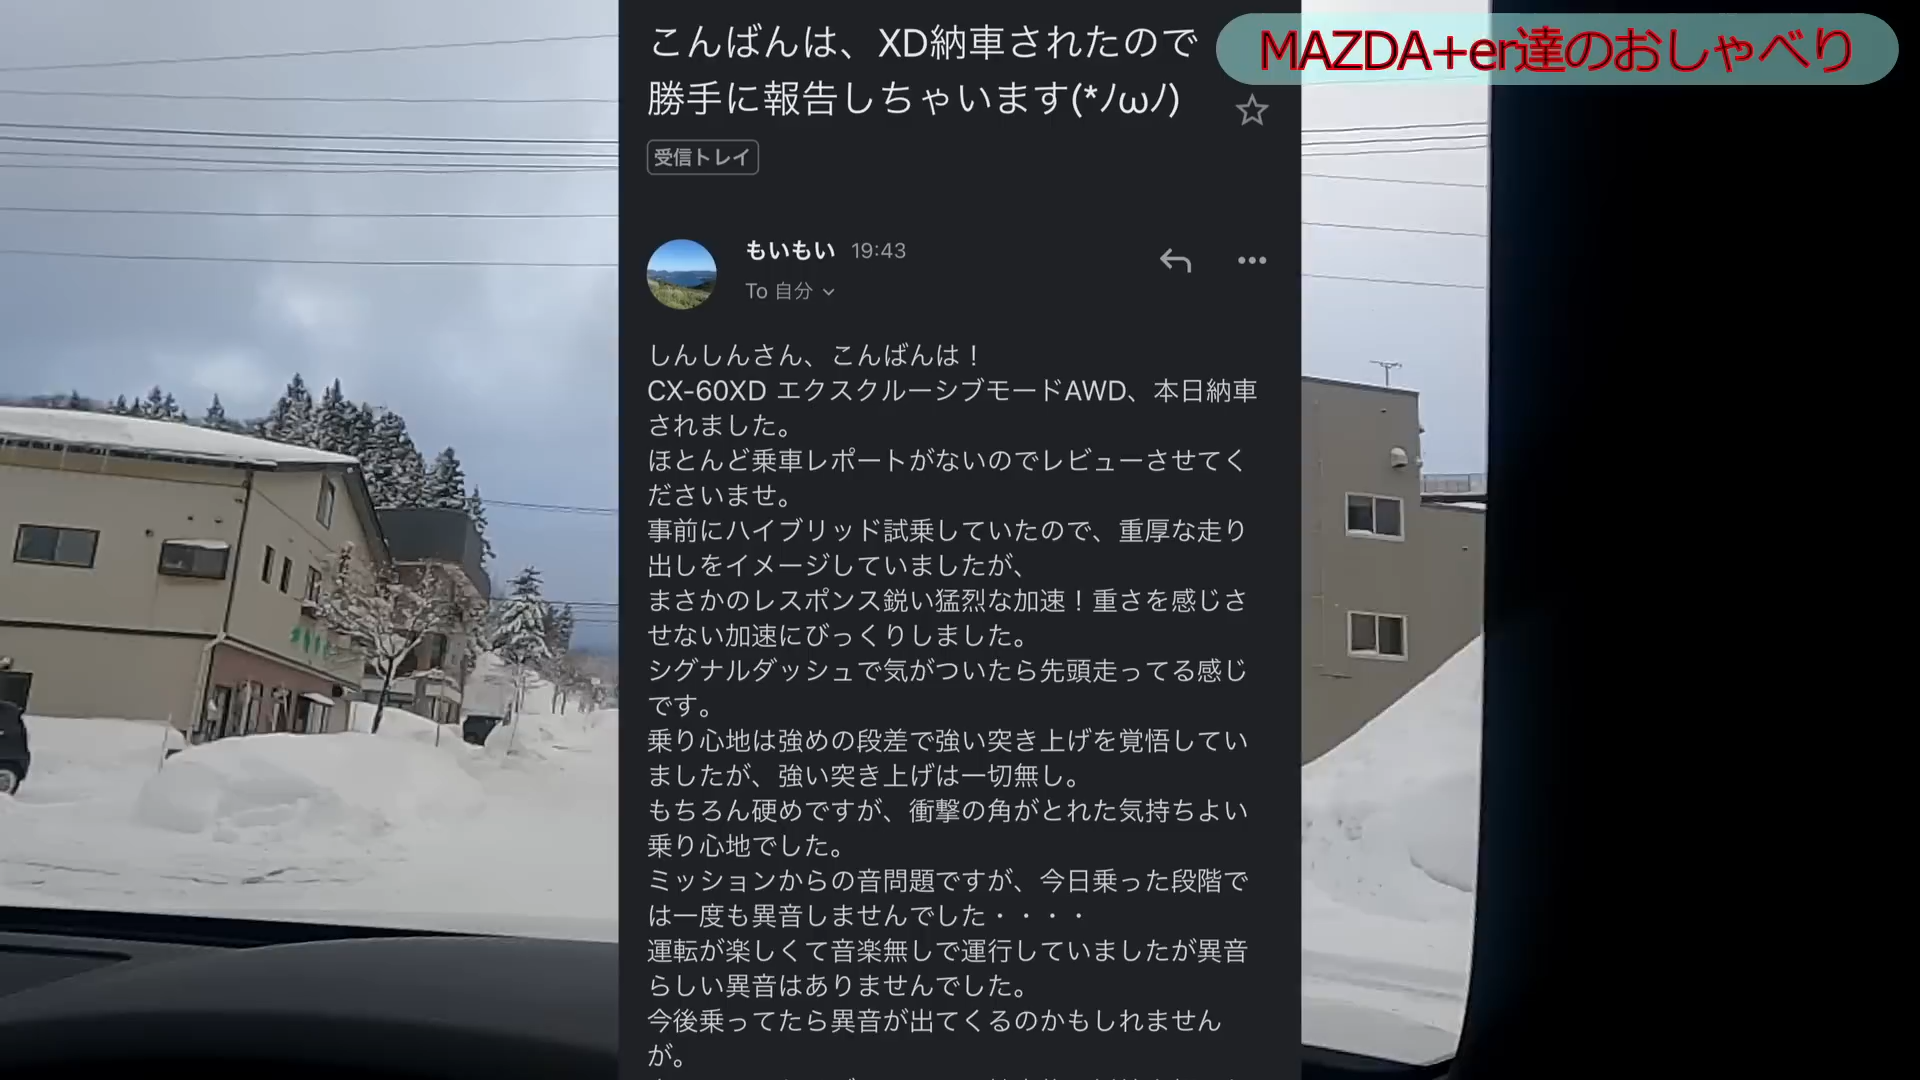 こんばんは、XD納車されたので
勝手に報告しちゃいます(*ﾉωﾉ)
MAZDA+er達のおしゃべり
受信トレイ
もいもい 19:43
To 自分
しんしんさん、こんばんは！
CX-60XD エクスクルーシブモードAWD、本日納車
されました。
ほとんど乗車レポートがないのでレビューさせてく
ださいませ。
事前にハイブリッド試乗していたので、重厚な走り
出しをイメージしていましたが、
まさかのレスポンス鋭い猛烈な加速！重さを感じさ
せない加速にびっくりしました。
シグナルダッシュで気がついたら先頭走ってる感じ
です。
乗り心地は強めの段差で強い突き上げを覚悟してい
ましたが、強い突き上げは一切無し。
もちろん硬めですが、衝撃の角がとれた気持ちよい
乗り心地でした。
ミッションからの音問題ですが、今日乗った段階で
は一度も異音しませんでした・・・・
運転が楽しくて音楽無しで運行していましたが異音
らしい異音はありませんでした。
今後乗ってたら異音が出てくるのかもしれません
が。